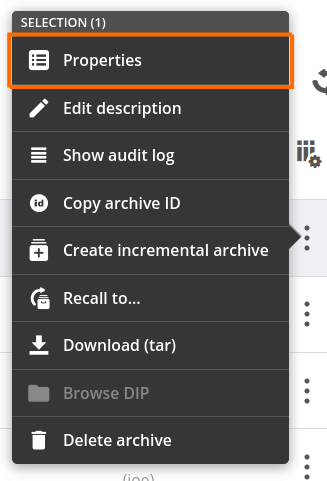 SELECTION (1)
Properties
Edit description
Show audit log
id Copy archive ID
Create incremental archive
Recall to...
Download (tar)
Browse DIP
Delete archive
(joe)